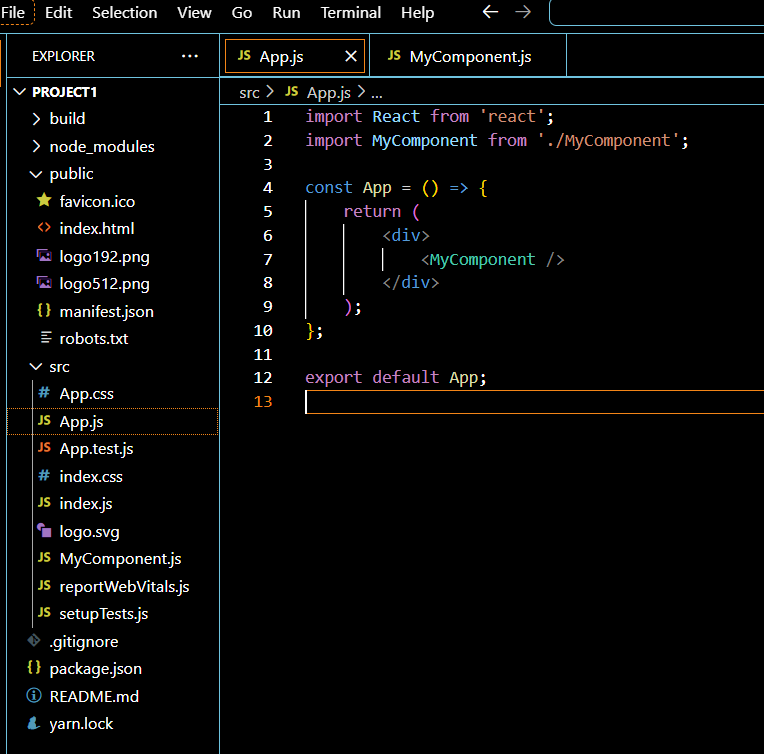 File Edit Selection View Go Run Terminal Help
EXPLORER
PROJECT1
build
node_modules
public
favicon.ico
index.html
logo192.png
logo512.png
manifest.json
robots.txt
src
App.css
App.js
App.test.js
index.css
index.js
logo.svg
MyComponent.js
reportWebVitals.js
setupTests.js
.gitignore
package.json
README.md
yarn.lock
JS App.js
JS MyComponent.js
src > JS App.js > ...
1 import React from 'react';
2 import MyComponent from './MyComponent';
3
4 const App = () => {
5     return (
6         <div>
7             <MyComponent />
8         </div>
9     );
10 };
11
12 export default App;
13